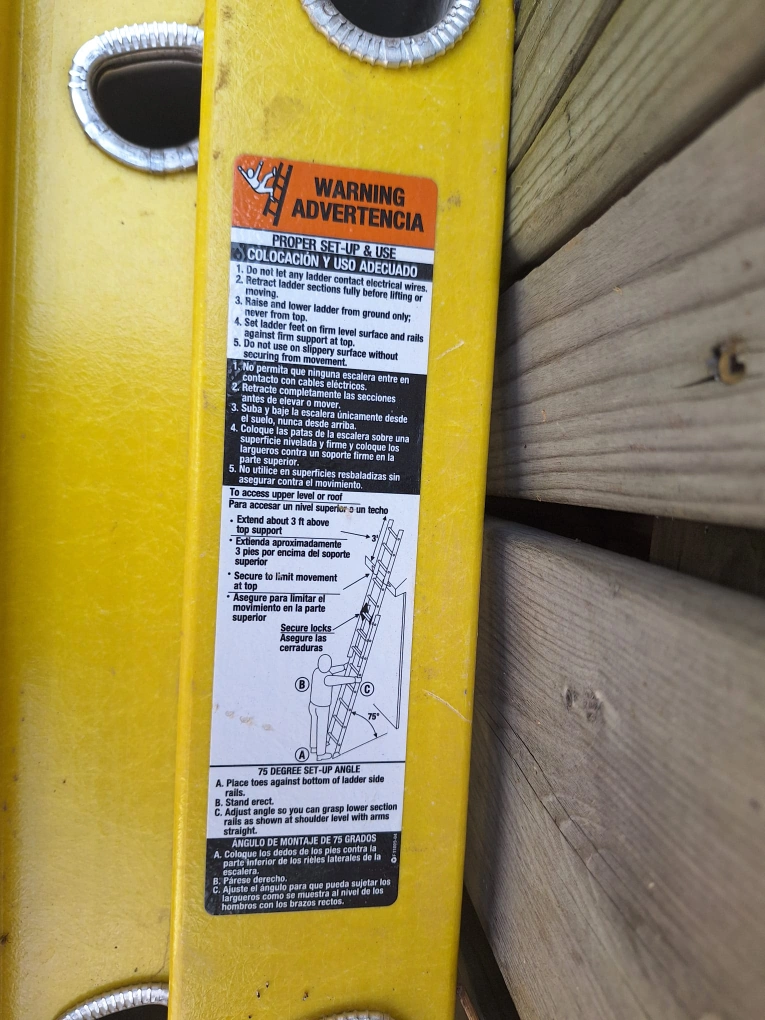 WARNING
ADVERTENCIA
PROPER SET-UP & USE
COLOCACIÓN Y USO ADECUADO
1. Do not let any ladder contact electrical wires.
2. Retract ladder sections fully before lifting or
moving.
3. Raise and lower ladder from ground only;
never from top.
4. Set ladder feet on firm level surface and rails
against firm support at top.
5. Do not use on slippery surface without
securing from movement.
1. No permita que ninguna escalera entre en
contacto con cables eléctricos.
2. Retracte completamente las secciones
antes de elevar o mover.
3. Suba y baje la escalera únicamente desde
el suelo, nunca desde arriba.
4. Coloque las patas de la escalera sobre una
superficie nivelada y firme y coloque los
largueros contra un soporte firme en la
parte superior.
5. No utilice en superficies resbaladizas sin
asegurar contra el movimiento.
To access upper level or roof
Para accesar un nivel superior o un techo
• Extend about 3 ft above
top support
• Extienda aproximadamente
3 pies por encima del soporte
superior
• Secure to limit movement
at top
• Asegure para limitar el
movimiento en la parte
superior
Secure locks
Asegure las
cerraduras
3'
B
C
75°
A
75 DEGREE SET-UP ANGLE
A. Place toes against bottom of ladder side
rails.
B. Stand erect.
C. Adjust angle so you can grasp lower section
rails as shown at shoulder level with arms
straight.
ÁNGULO DE MONTAJE DE 75 GRADOS
A. Coloque los dedos de los pies contra la
parte inferior de los rieles laterales de la
escalera.
B. Párese derecho.
C. Ajuste el ángulo para que pueda sujetar los
largueros como se muestra al nivel de los
hombros con los brazos rectos.